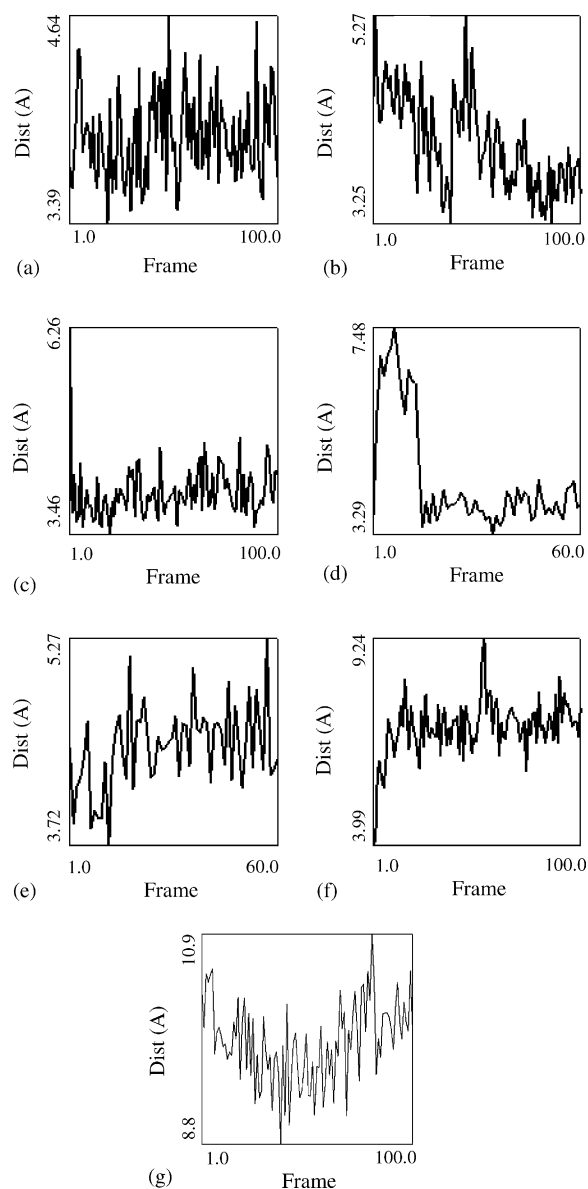 4.64
Dist (A)
3.39
1.0
100.0
(a)
Frame
5.27
Dist (A)
3.25
1.0
100.0
(b)
Frame
6.26
Dist (A)
3.46
1.0
100.0
(c)
Frame
7.48
Dist (A)
3.29
1.0
60.0
(d)
Frame
5.27
Dist (A)
3.72
1.0
60.0
(e)
Frame
9.24
Dist (A)
3.99
1.0
100.0
(f)
Frame
10.9
Dist (A)
8.8
1.0
100.0
(g)
Frame